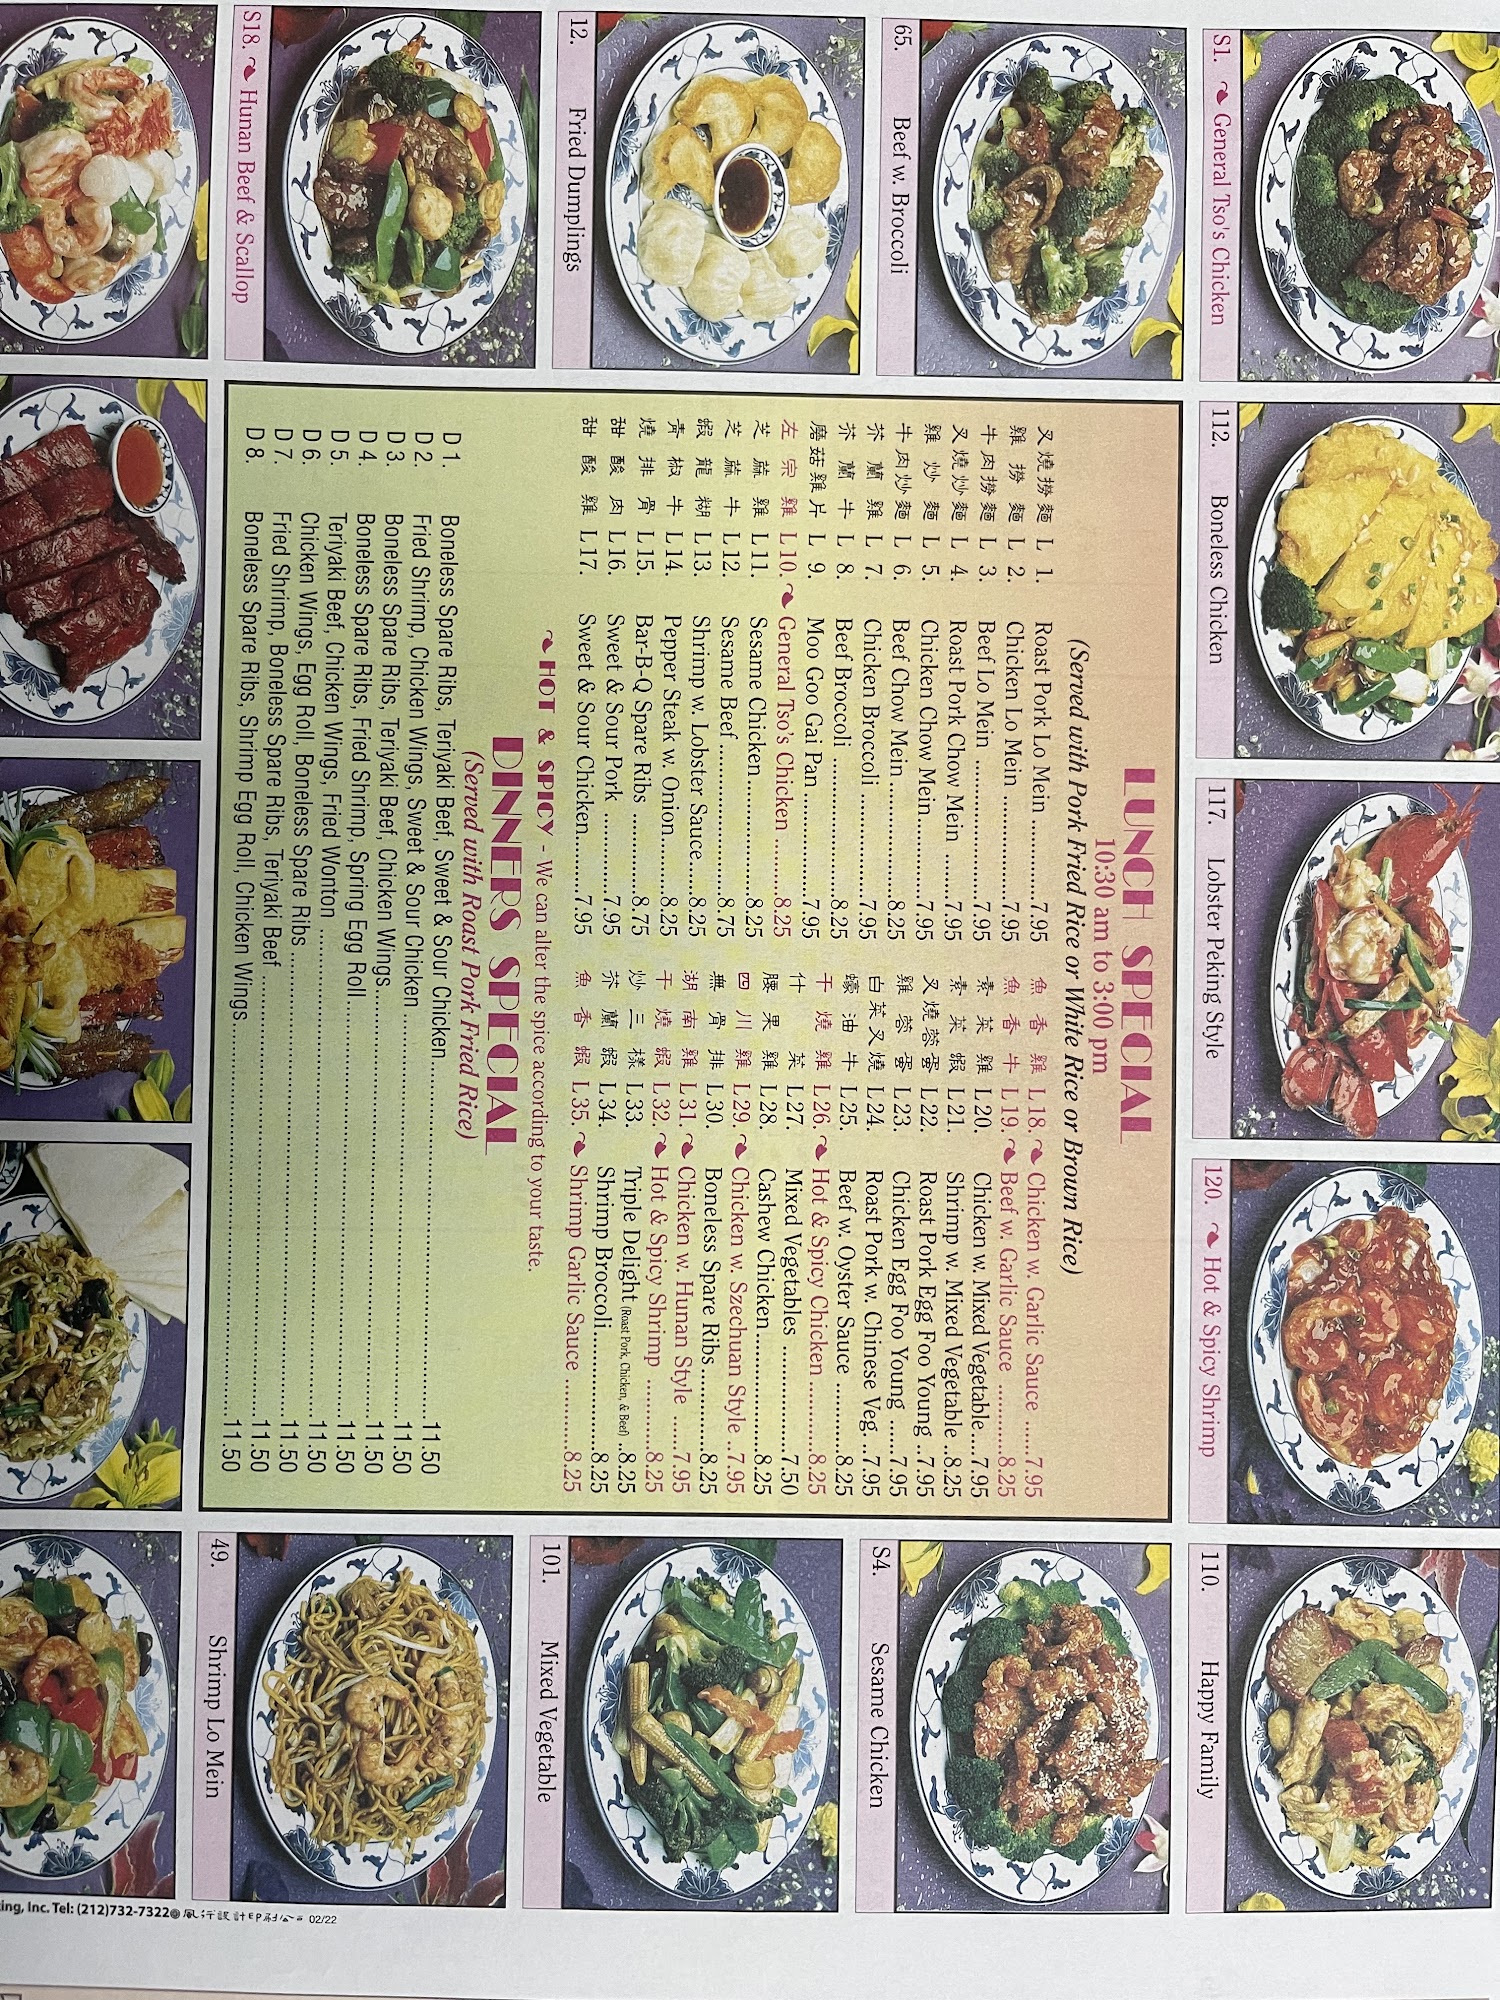 S1. General Tso's Chicken
112. Boneless Chicken
117. Lobster Peking Style
120. Hot & Spicy Shrimp
110. Happy Family
65. Beef w. Broccoli
12. Fried Dumplings
S18. Hunan Beef & Scallop
LUNCH SPECIAL
10:30 am to 3:00 pm
(Served with Pork Fried Rice or White Rice or Brown Rice)
叉燒撈麵 L 1. Roast Pork Lo Mein 7.95
雞撈麵 L 2. Chicken Lo Mein 7.95
牛肉撈麵 L 3. Beef Lo Mein 7.95
叉燒炒麵 L 4. Roast Pork Chow Mein 7.95
雞炒麵 L 5. Chicken Chow Mein 7.95
牛肉炒麵 L 6. Beef Chow Mein 8.25
芥蘭雞 L 7. Chicken Broccoli 7.95
芥蘭牛 L 8. Beef Broccoli 8.25
磨菇雞片 L 9. Moo Goo Gai Pan 7.95
左宗雞 L10. General Tso's Chicken 8.25
芝蔴雞 L11. Sesame Chicken 8.25
芝蔴牛 L12. Sesame Beef 8.75
蝦龍糊 L13. Shrimp w. Lobster Sauce 8.25
青椒牛 L14. Pepper Steak w. Onion 8.25
燒排骨 L15. Bar-B-Q Spare Ribs 8.75
甜酸肉 L16. Sweet & Sour Pork 7.95
甜酸雞 L17. Sweet & Sour Chicken 7.95
魚香雞 L18. Chicken w. Garlic Sauce 7.95
魚香牛 L19. Beef w. Garlic Sauce 8.25
素菜雞 L20. Chicken w. Mixed Vegetable 7.95
素菜蝦 L21. Shrimp w. Mixed Vegetable 8.25
叉燒蓉蛋 L22. Roast Pork Egg Foo Young 7.95
雞蓉蛋 L23. Chicken Egg Foo Young 7.95
白菜叉燒 L24. Roast Pork w. Chinese Veg. 7.95
蠔油牛 L25. Beef w. Oyster Sauce 8.25
干燒雞 L26. Hot & Spicy Chicken 8.25
什菜 L27. Mixed Vegetables 7.50
腰果雞 L28. Cashew Chicken 8.25
四川雞 L29. Chicken w. Szechuan Style 7.95
無骨排 L30. Boneless Spare Ribs 8.25
湖南雞 L31. Chicken w. Hunan Style 7.95
干燒蝦 L32. Hot & Spicy Shrimp 8.25
炒三樣 L33. Triple Delight (Roast Pork, Chicken, & Beef) 8.25
芥蘭蝦 L34. Shrimp Broccoli 8.25
魚香蝦 L35. Shrimp Garlic Sauce 8.25
HOT & SPICY - We can alter the spice according to your taste.
DINNERS SPECIAL
(Served with Roast Pork Fried Rice)
D 1. Boneless Spare Ribs, Teriyaki Beef, Sweet & Sour Chicken 11.50
D 2. Fried Shrimp, Chicken Wings, Sweet & Sour Chicken 11.50
D 3. Boneless Spare Ribs, Teriyaki Beef, Chicken Wings 11.50
D 4. Boneless Spare Ribs, Fried Shrimp, Spring Egg Roll 11.50
D 5. Teriyaki Beef, Chicken Wings, Fried Wonton 11.50
D 6. Chicken Wings, Egg Roll, Boneless Spare Ribs 11.50
D 7. Fried Shrimp, Boneless Spare Ribs, Teriyaki Beef 11.50
D 8. Boneless Spare Ribs, Shrimp Egg Roll, Chicken Wings 11.50
S4. Sesame Chicken
101. Mixed Vegetable
49. Shrimp Lo Mein
Inc. Tel: (212)732-7322 02/22